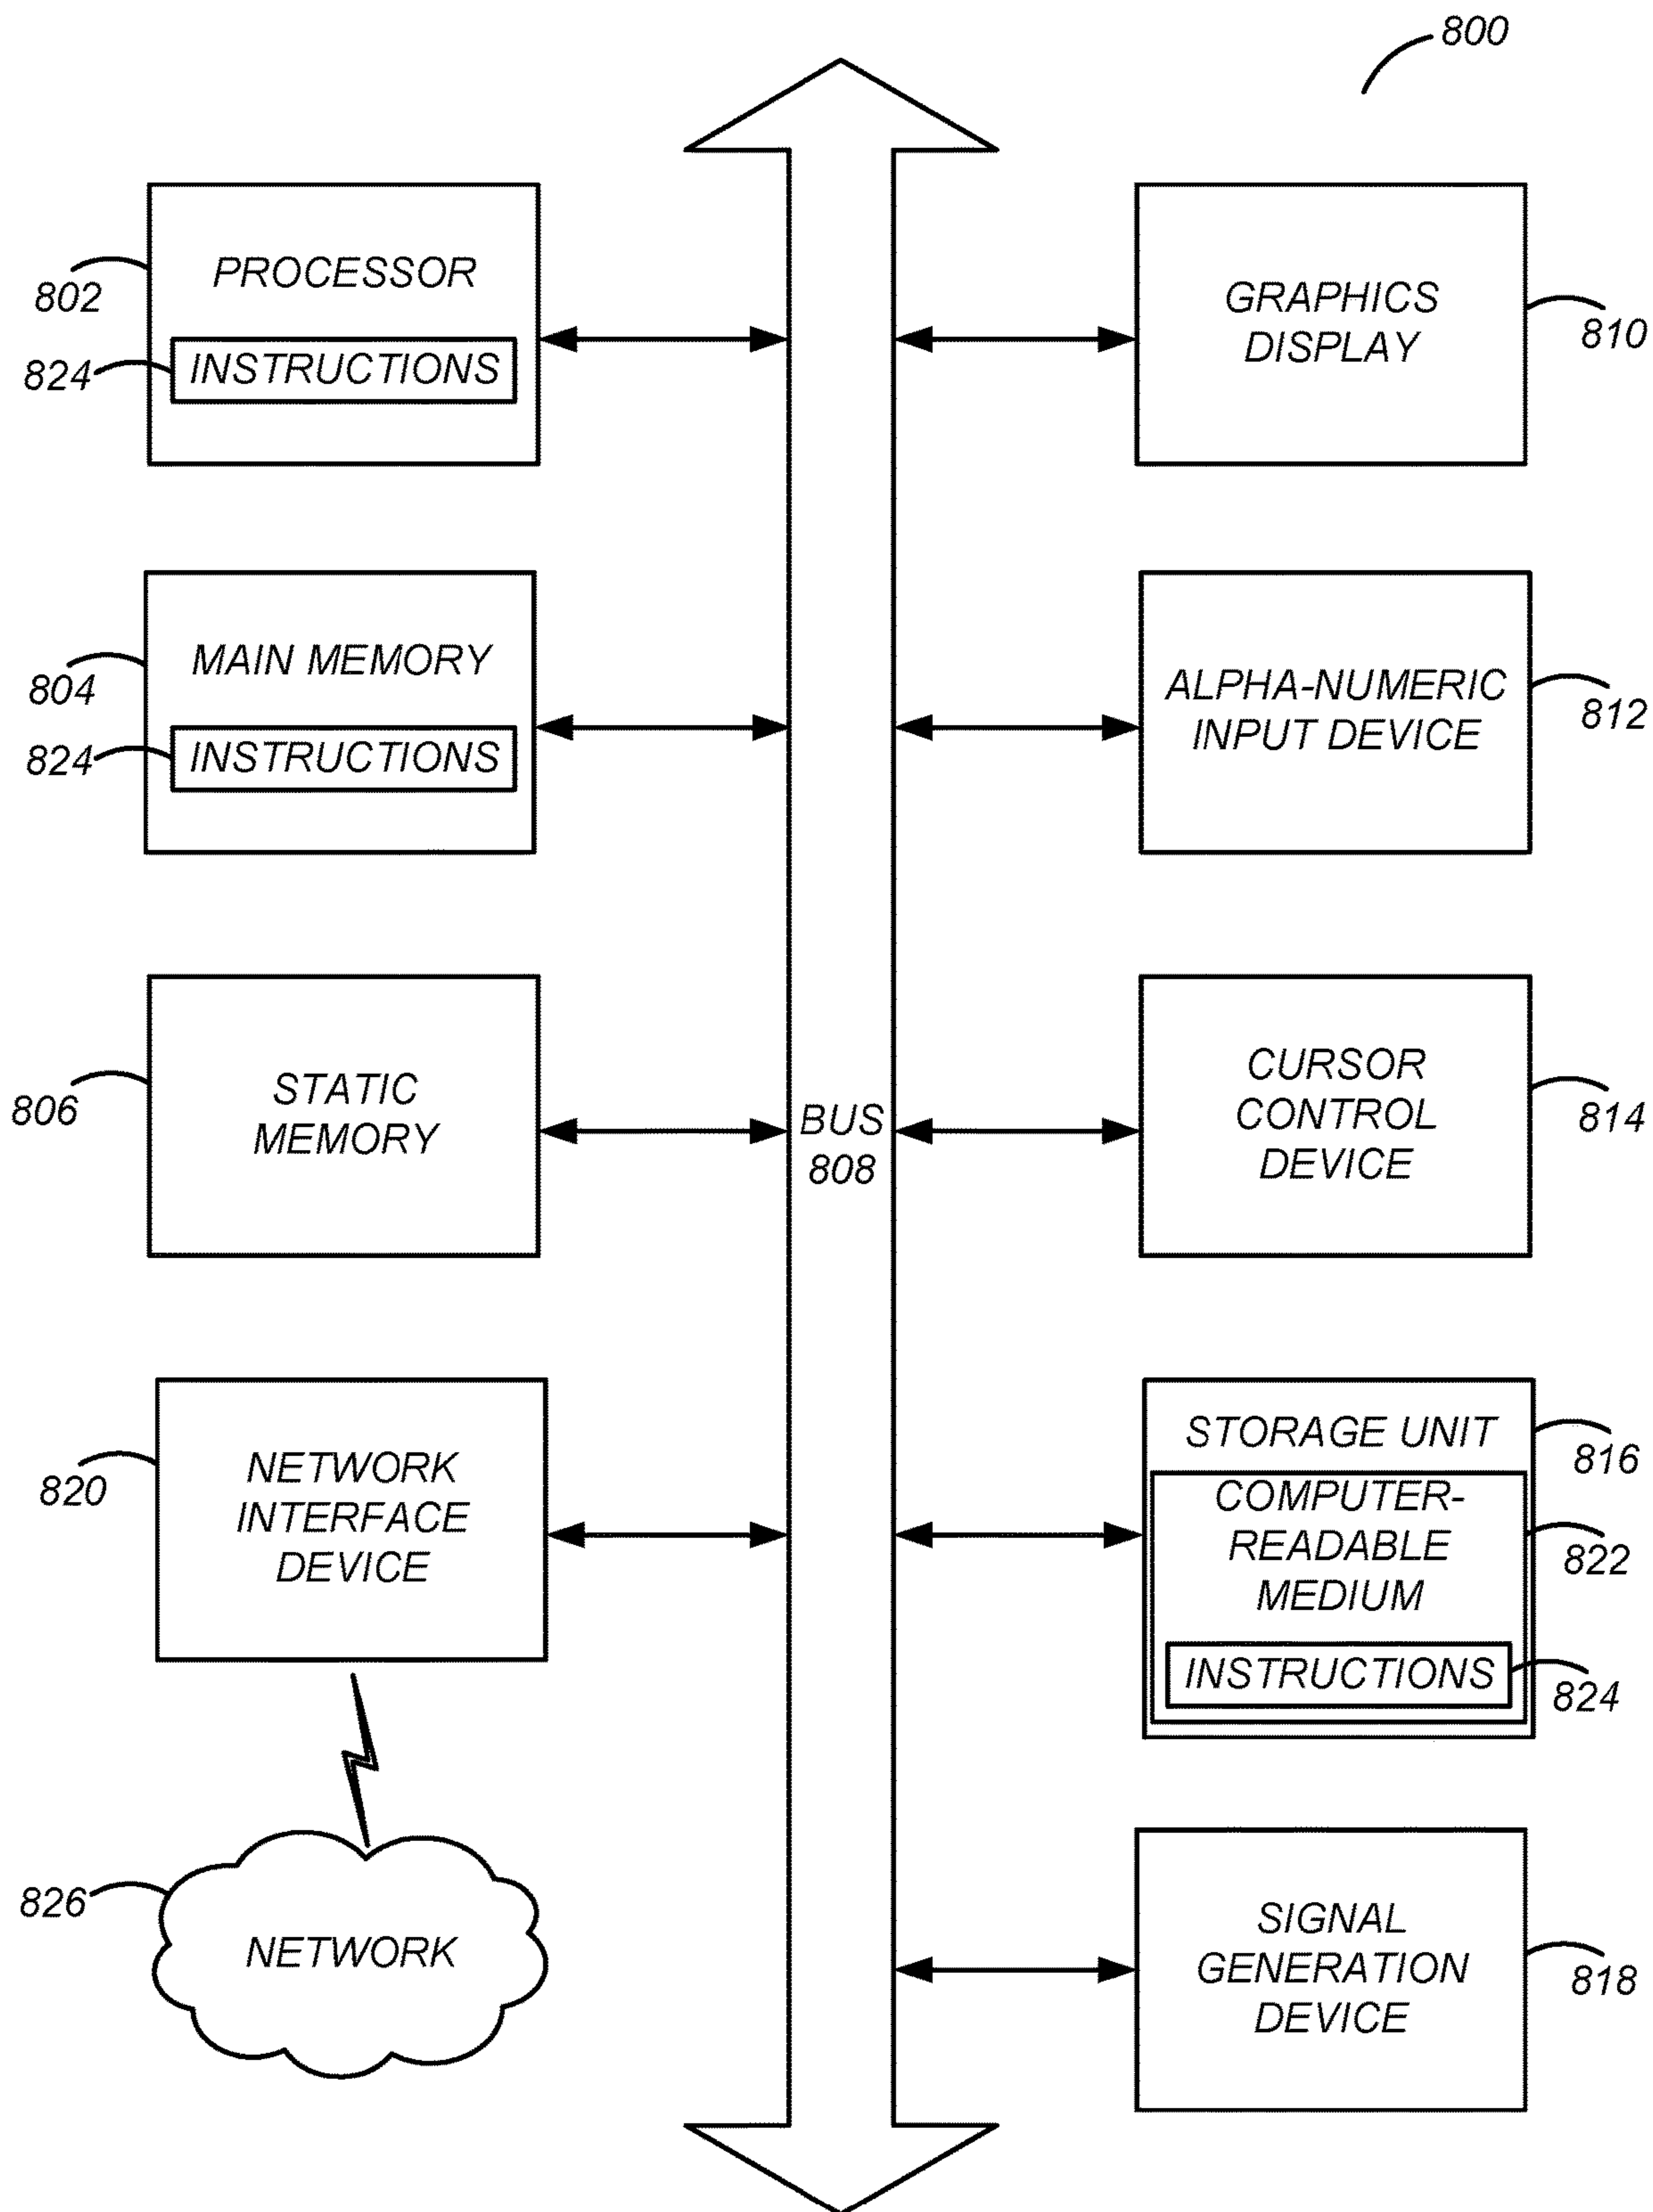 800
PROCESSOR
802
INSTRUCTIONS
824
GRAPHICS
DISPLAY
810
MAIN MEMORY
804
INSTRUCTIONS
824
ALPHA-NUMERIC
INPUT DEVICE
812
STATIC
MEMORY
806
BUS
808
CURSOR
CONTROL
DEVICE
814
NETWORK
INTERFACE
DEVICE
820
STORAGE UNIT
816
COMPUTER-
READABLE
MEDIUM
822
INSTRUCTIONS
824
NETWORK
826
SIGNAL
GENERATION
DEVICE
818